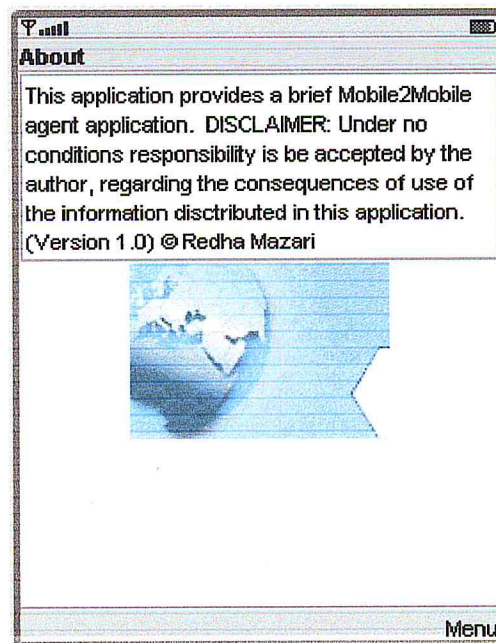 About
This application provides a brief Mobile2Mobile
agent application. DISCLAIMER: Under no
conditions responsibility is be accepted by the
author, regarding the consequences of use of
the information disctributed in this application.
(Version 1.0) © Redha Mazari
Menu